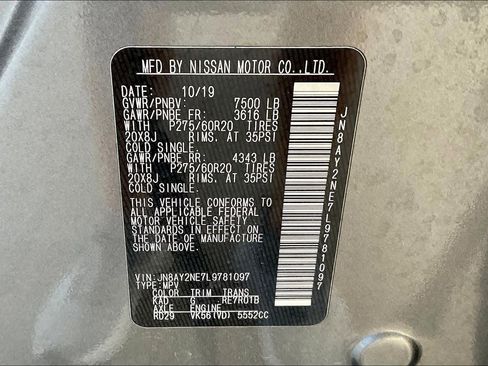 MFD BY NISSAN MOTOR CO.,LTD.
DATE: 10/19
GVWR/PNBV: 7500 LB
GAWR/PNBE FR: 3616 LB
WITH P275/60R20 TIRES
20X8J RIMS, AT 35PSI
COLD SINGLE.
GAWR/PNBE RR: 4343 LB
WITH P275/60R20 TIRES
20X8J RIMS, AT 35PSI
COLD SINGLE.
THIS VEHICLE CONFORMS TO
ALL APPLICABLE FEDERAL
MOTOR VEHICLE SAFETY
STANDARDS IN EFFECT ON
THE DATE OF MANUFACTURE
SHOWN ABOVE.
VIN: JN8AY2NE7L9781097
TYPE: MPV
COLOR TRIM TRANS
KAD G RE7R01B
AXLE ENGINE
RD29 VK56(VD) 5552CC
JN8AY2NE7L9781097